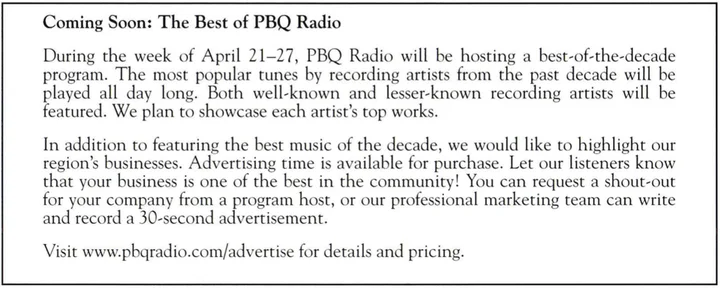 Coming Soon: The Best of PBQ Radio
During the week of April 21–27, PBQ Radio will be hosting a best-of-the-decade
program. The most popular tunes by recording artists from the past decade will be
played all day long. Both well-known and lesser-known recording artists will be
featured. We plan to showcase each artist's top works.
In addition to featuring the best music of the decade, we would like to highlight our
region's businesses. Advertising time is available for purchase. Let our listeners know
that your business is one of the best in the community! You can request a shout-out
for your company from a program host, or our professional marketing team can write
and record a 30-second advertisement.
Visit www.pbqradio.com/advertise for details and pricing.